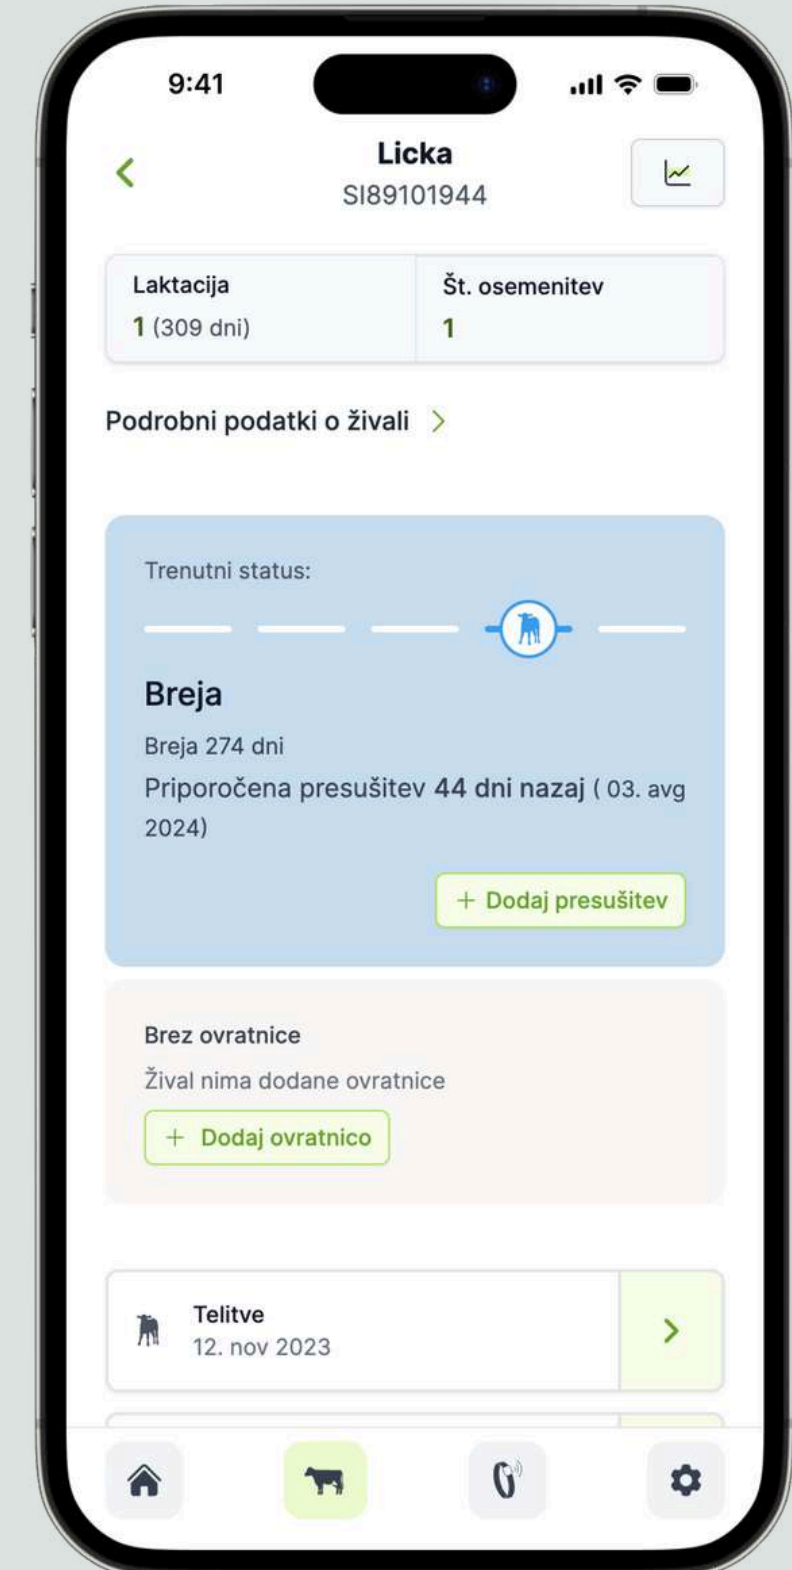 9:41
Licka
SI89101944
Laktacija
1 (309 dni)
Št. osemenitev
1
Podrobni podatki o živali
Trenutni status:
Breja
Breja 274 dni
Priporočena presušitev 44 dni nazaj ( 03. avg
2024)
+ Dodaj presušitev
Brez ovratnice
Žival nima dodane ovratnice
+ Dodaj ovratnico
Telitve
12. nov 2023